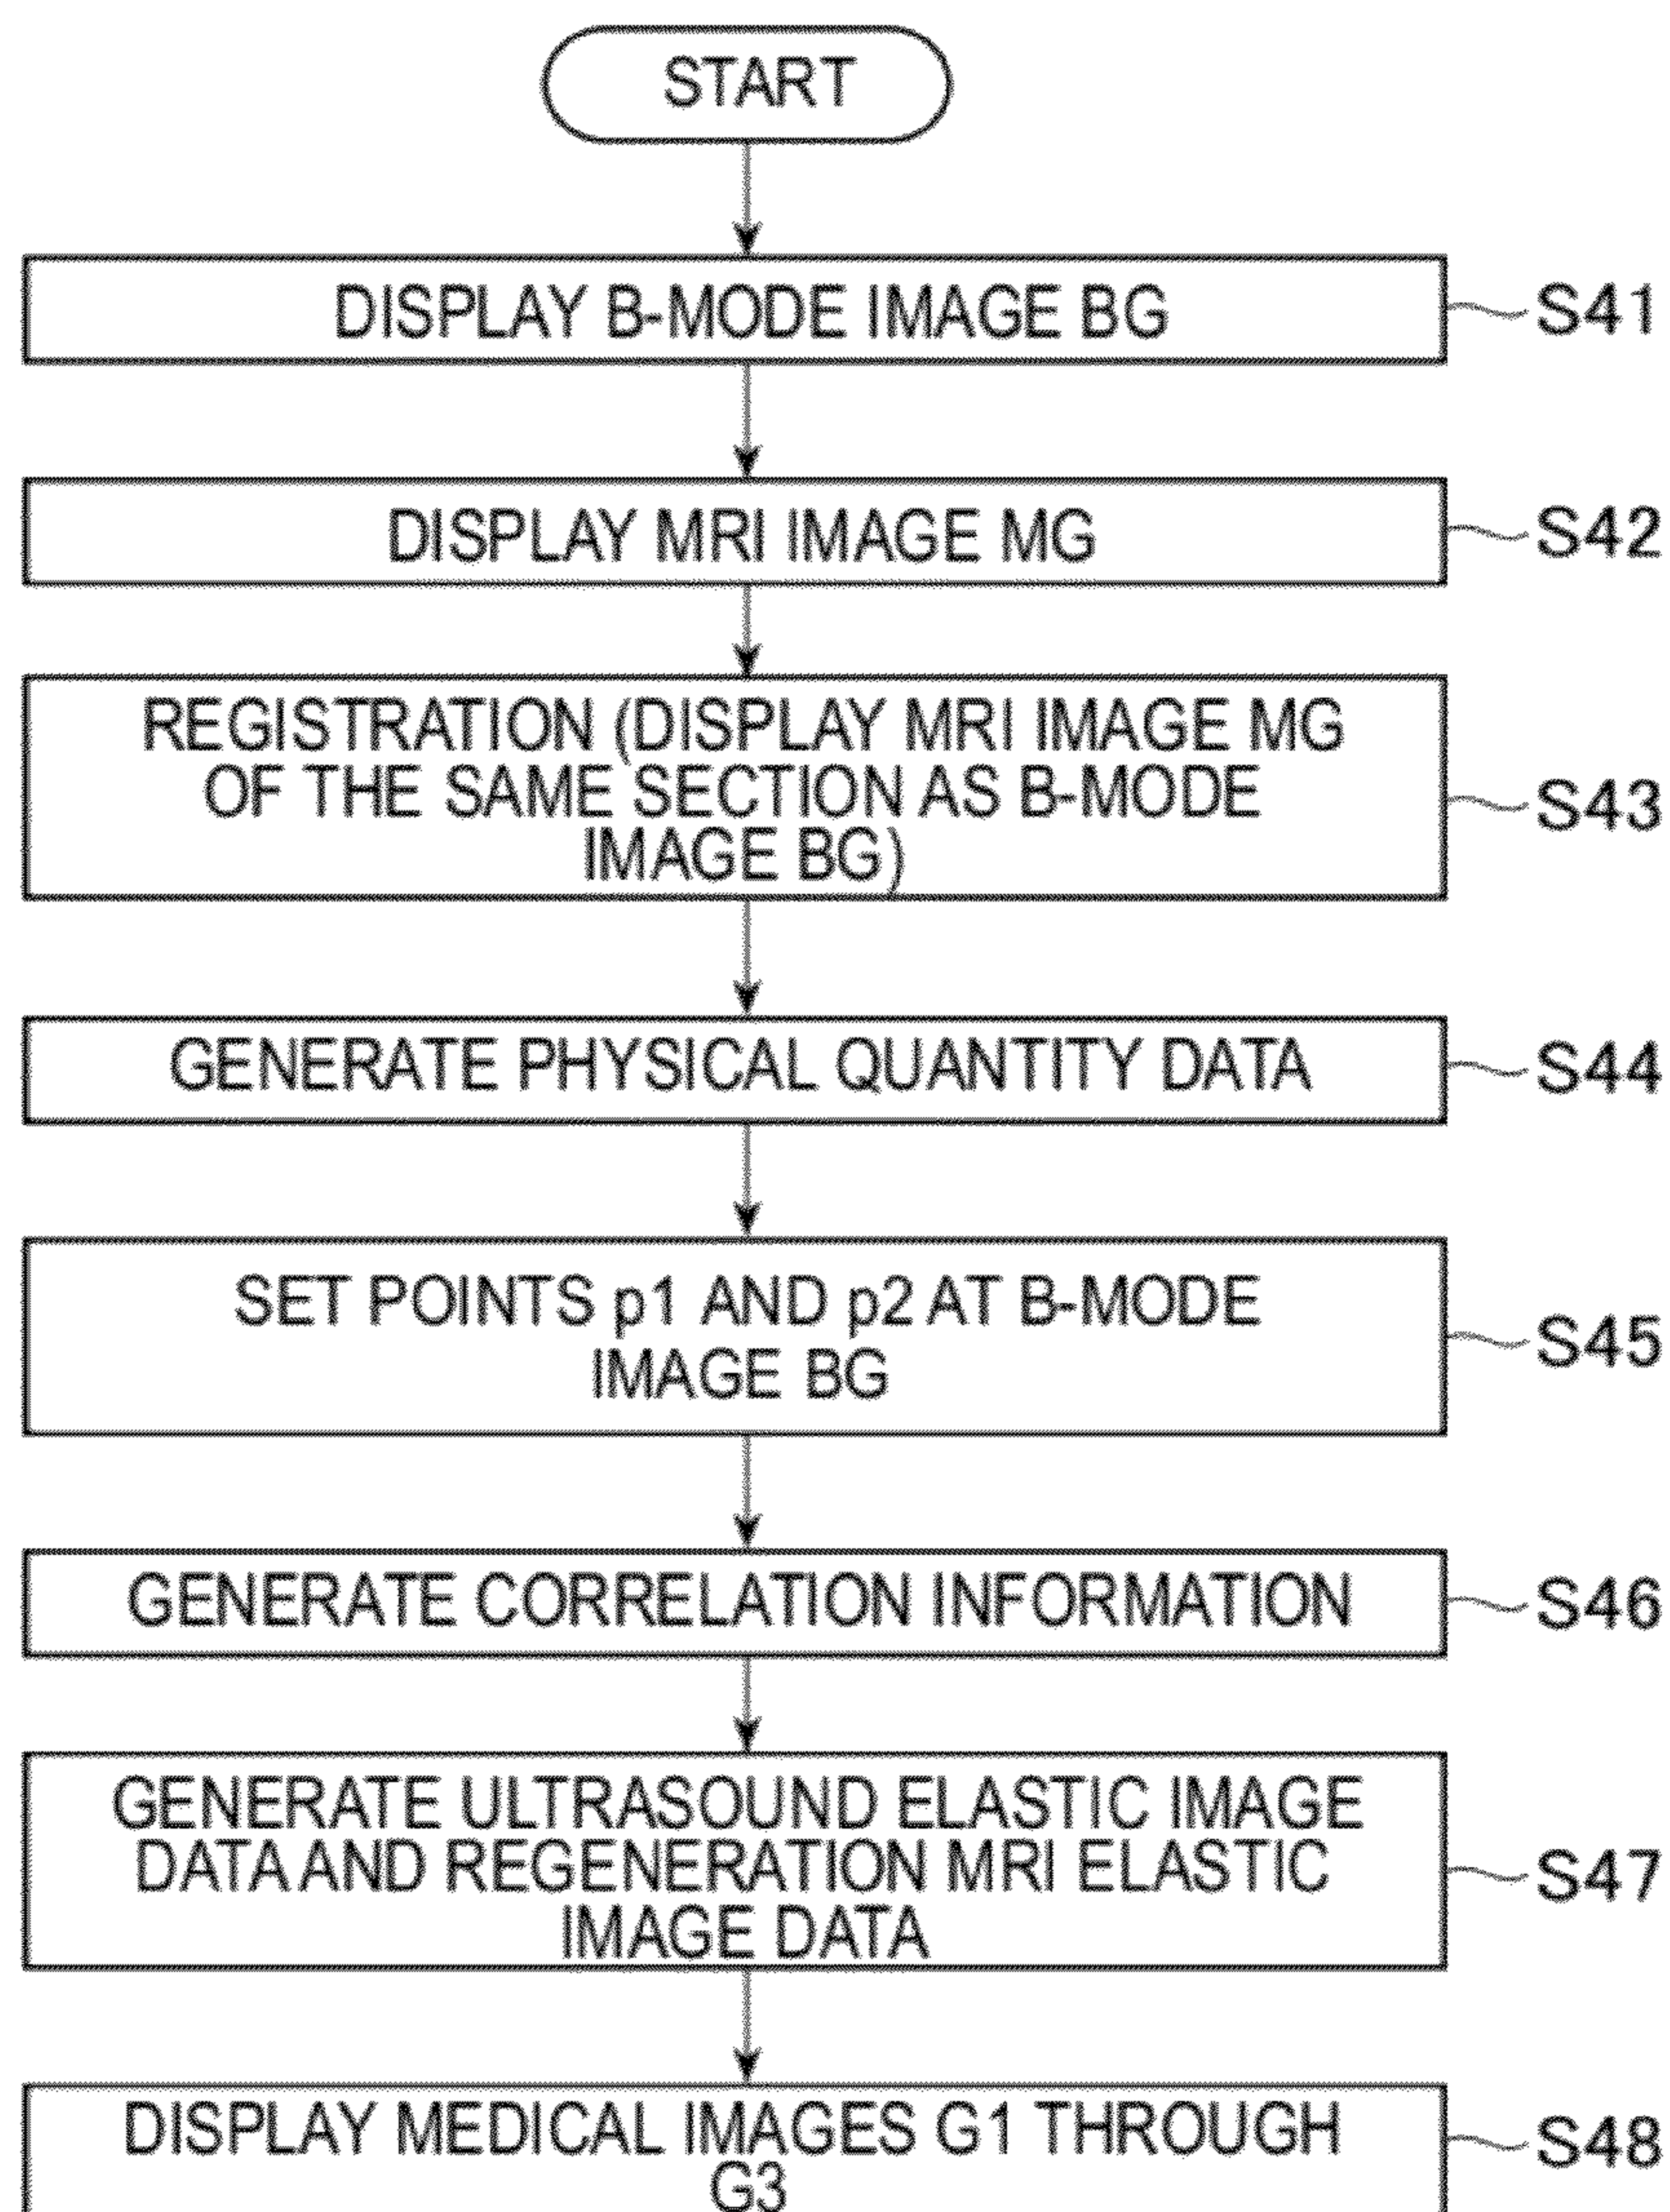 START
DISPLAY B-MODE IMAGE BG
S41
DISPLAY MRI IMAGE MG
S42
REGISTRATION (DISPLAY MRI IMAGE MG
OF THE SAME SECTION AS B-MODE
IMAGE BG)
S43
GENERATE PHYSICAL QUANTITY DATA
S44
SET POINTS p1 AND p2 AT B-MODE
IMAGE BG
S45
GENERATE CORRELATION INFORMATION
S46
GENERATE ULTRASOUND ELASTIC IMAGE
DATA AND REGENERATION MRI ELASTIC
IMAGE DATA
S47
DISPLAY MEDICAL IMAGES G1 THROUGH
G3
S48